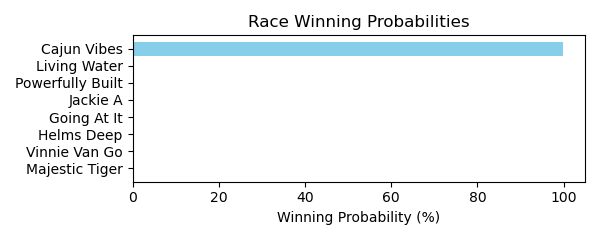 Race Winning Probabilities
Cajun Vibes
Living Water
Powerfully Built
Jackie A
Going At It
Helms Deep
Vinnie Van Go
Majestic Tiger
0 20 40 60 80 100
Winning Probability (%)